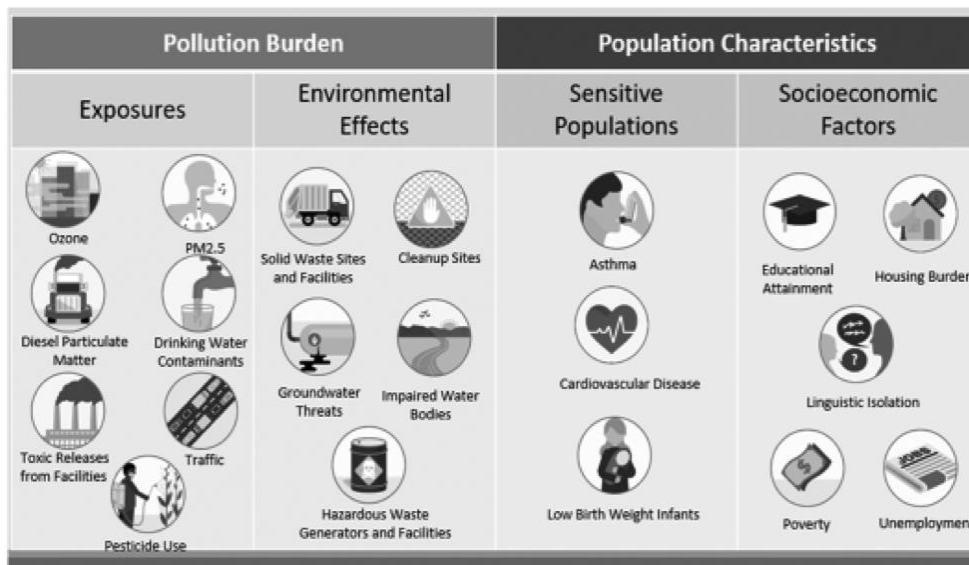 Pollution Burden
Population Characteristics
Exposures
Environmental
Effects
Sensitive
Populations
Socioeconomic
Factors
Ozone
PM2.5
Diesel Particulate
Matter
Drinking Water
Contaminants
Toxic Releases
from Facilities
Traffic
Pesticide Use
Solid Waste Sites
and Facilities
Cleanup Sites
Groundwater
Threats
Impaired Water
Bodies
Hazardous Waste
Generators and Facilities
Asthma
Cardiovascular Disease
Low Birth Weight Infants
Educational
Attainment
Housing Burden
?
Linguistic Isolation
$
Poverty
JOBS
Unemployment